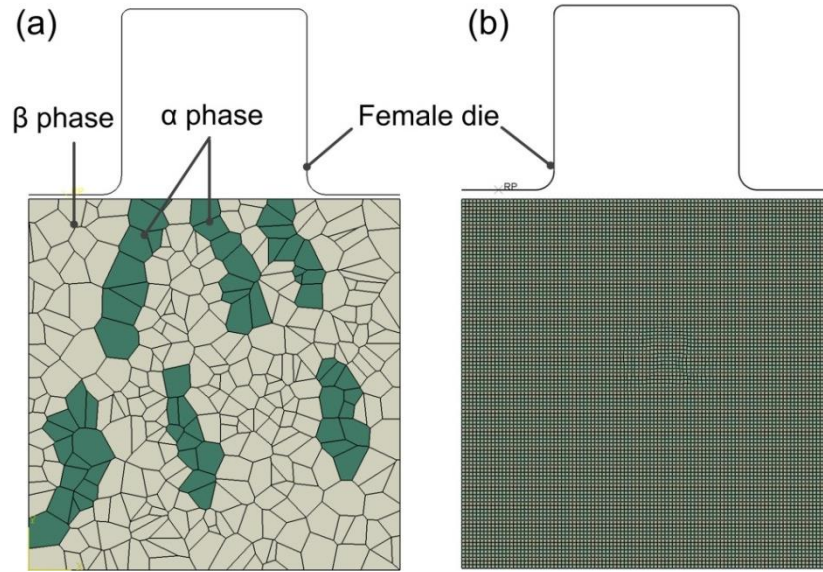 (a)
(b)
β phase
α phase
Female die
RP